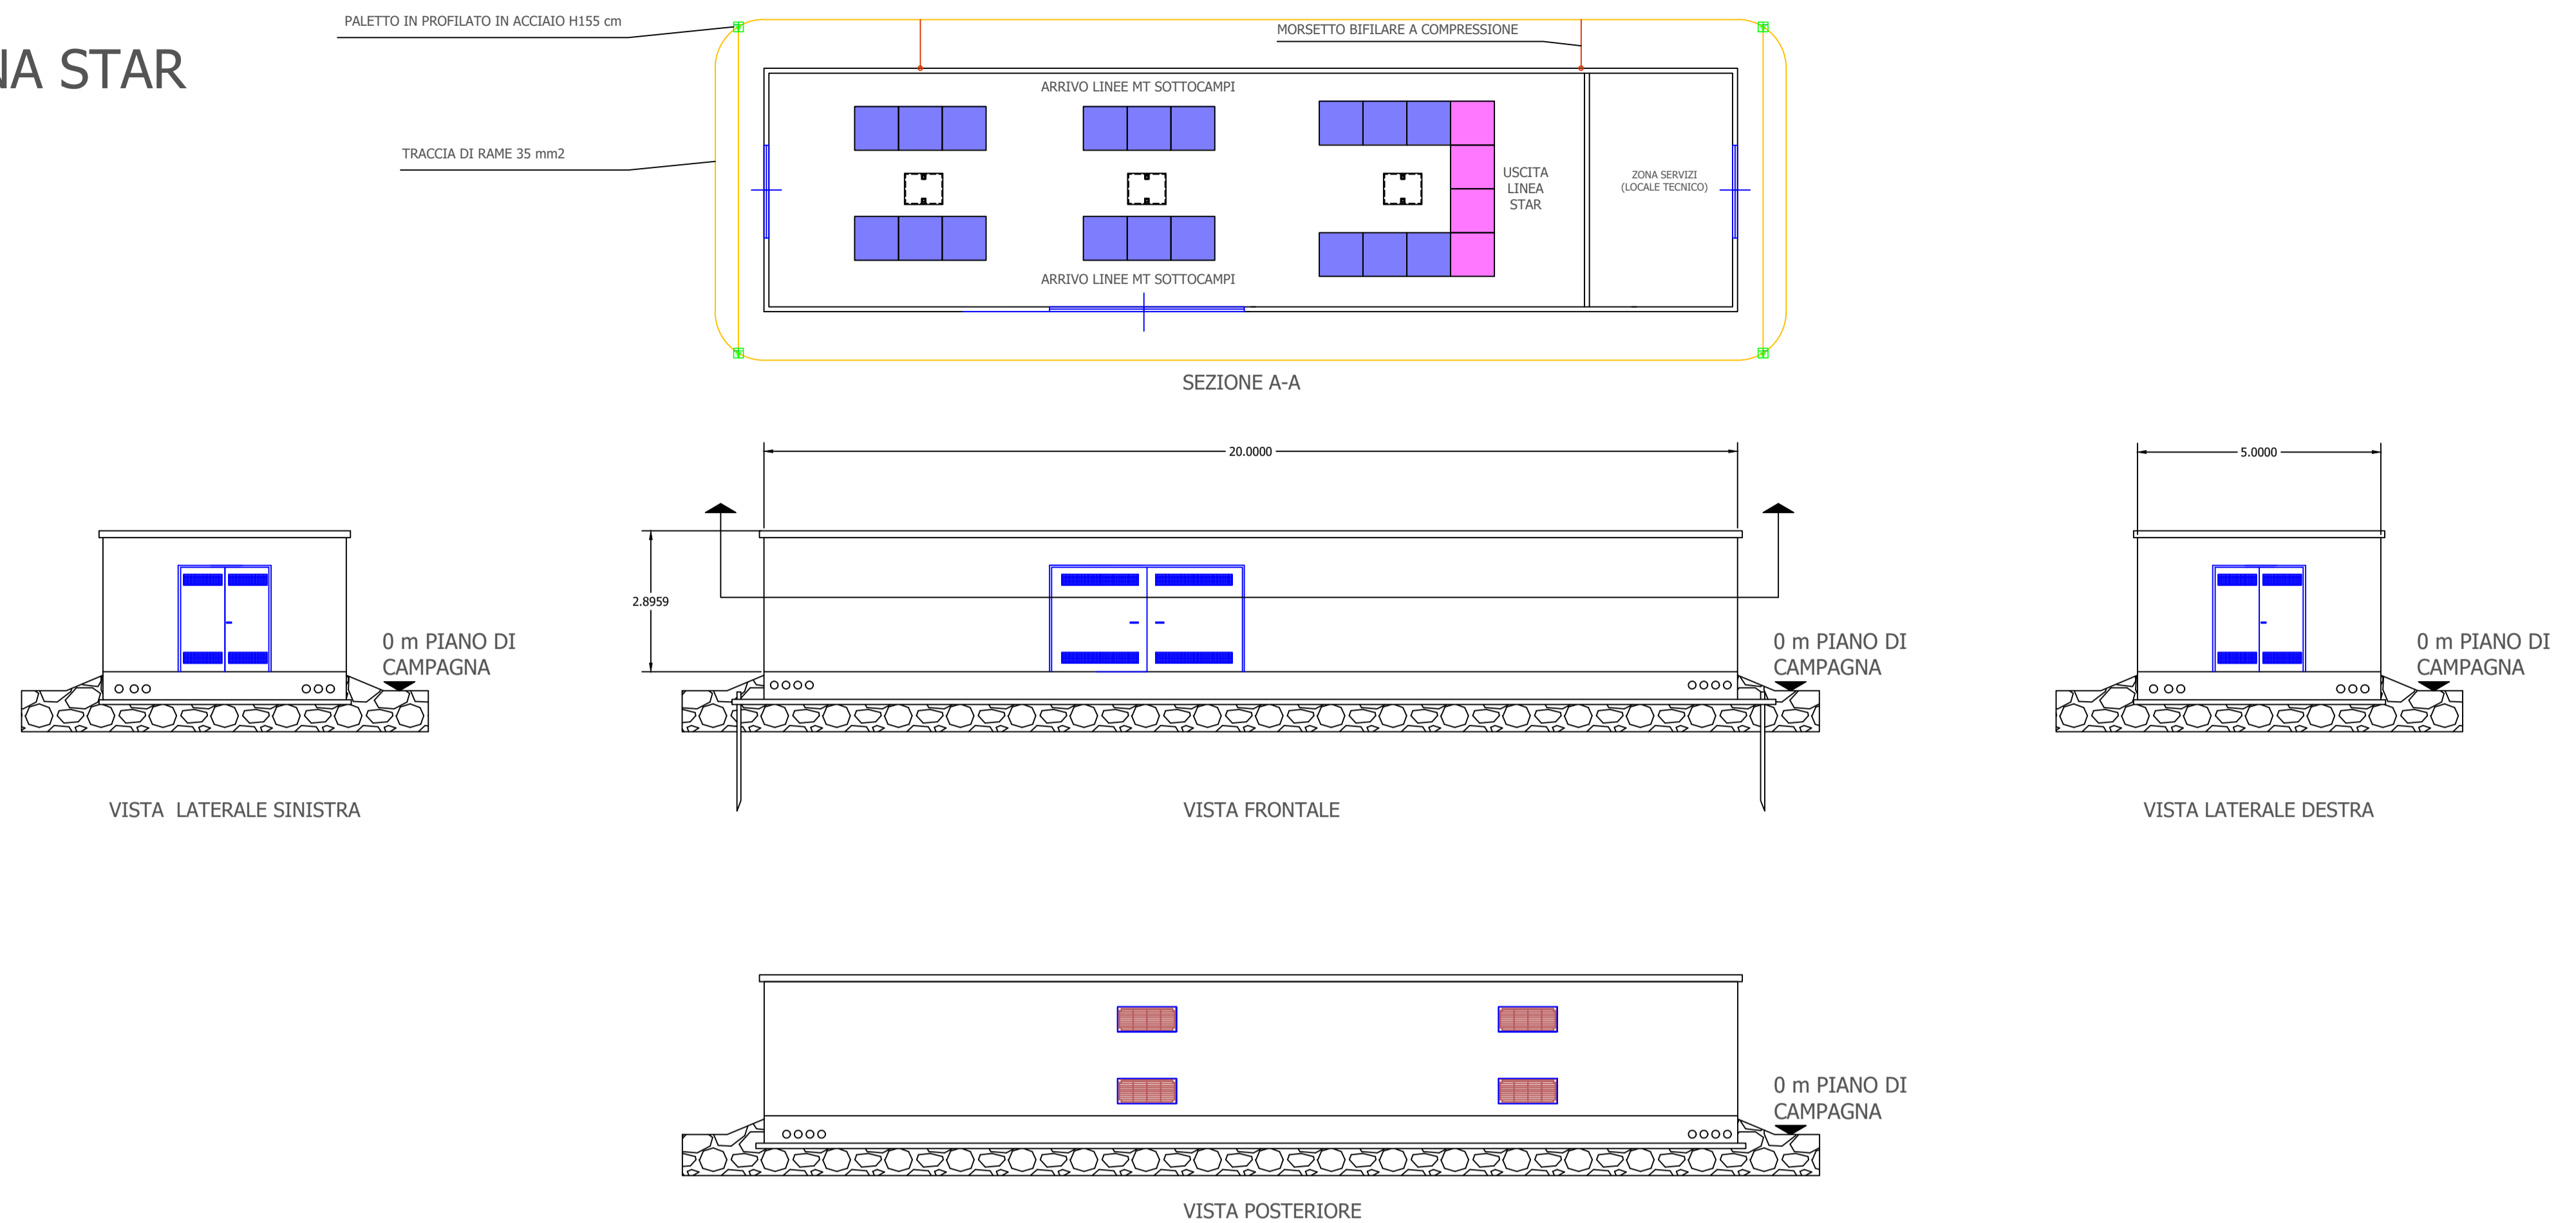 PALETTO IN PROFILATO IN ACCIAIO H155 cm
MORSETTO BIFILARE A COMPRESSIONE
NA STAR
ARRIVO LINEE MT SOTTOCAMPI
TRACCIA DI RAME 35 mm2
USCITA
LINEA
STAR
ZONA SERVIZI
(LOCALE TECNICO)
ARRIVO LINEE MT SOTTOCAMPI
SEZIONE A-A
20.0000
5.0000
2.8959
0 m PIANO DI
CAMPAGNA
0 m PIANO DI
CAMPAGNA
0 m PIANO DI
CAMPAGNA
VISTA LATERALE SINISTRA
VISTA FRONTALE
VISTA LATERALE DESTRA
0 m PIANO DI
CAMPAGNA
VISTA POSTERIORE